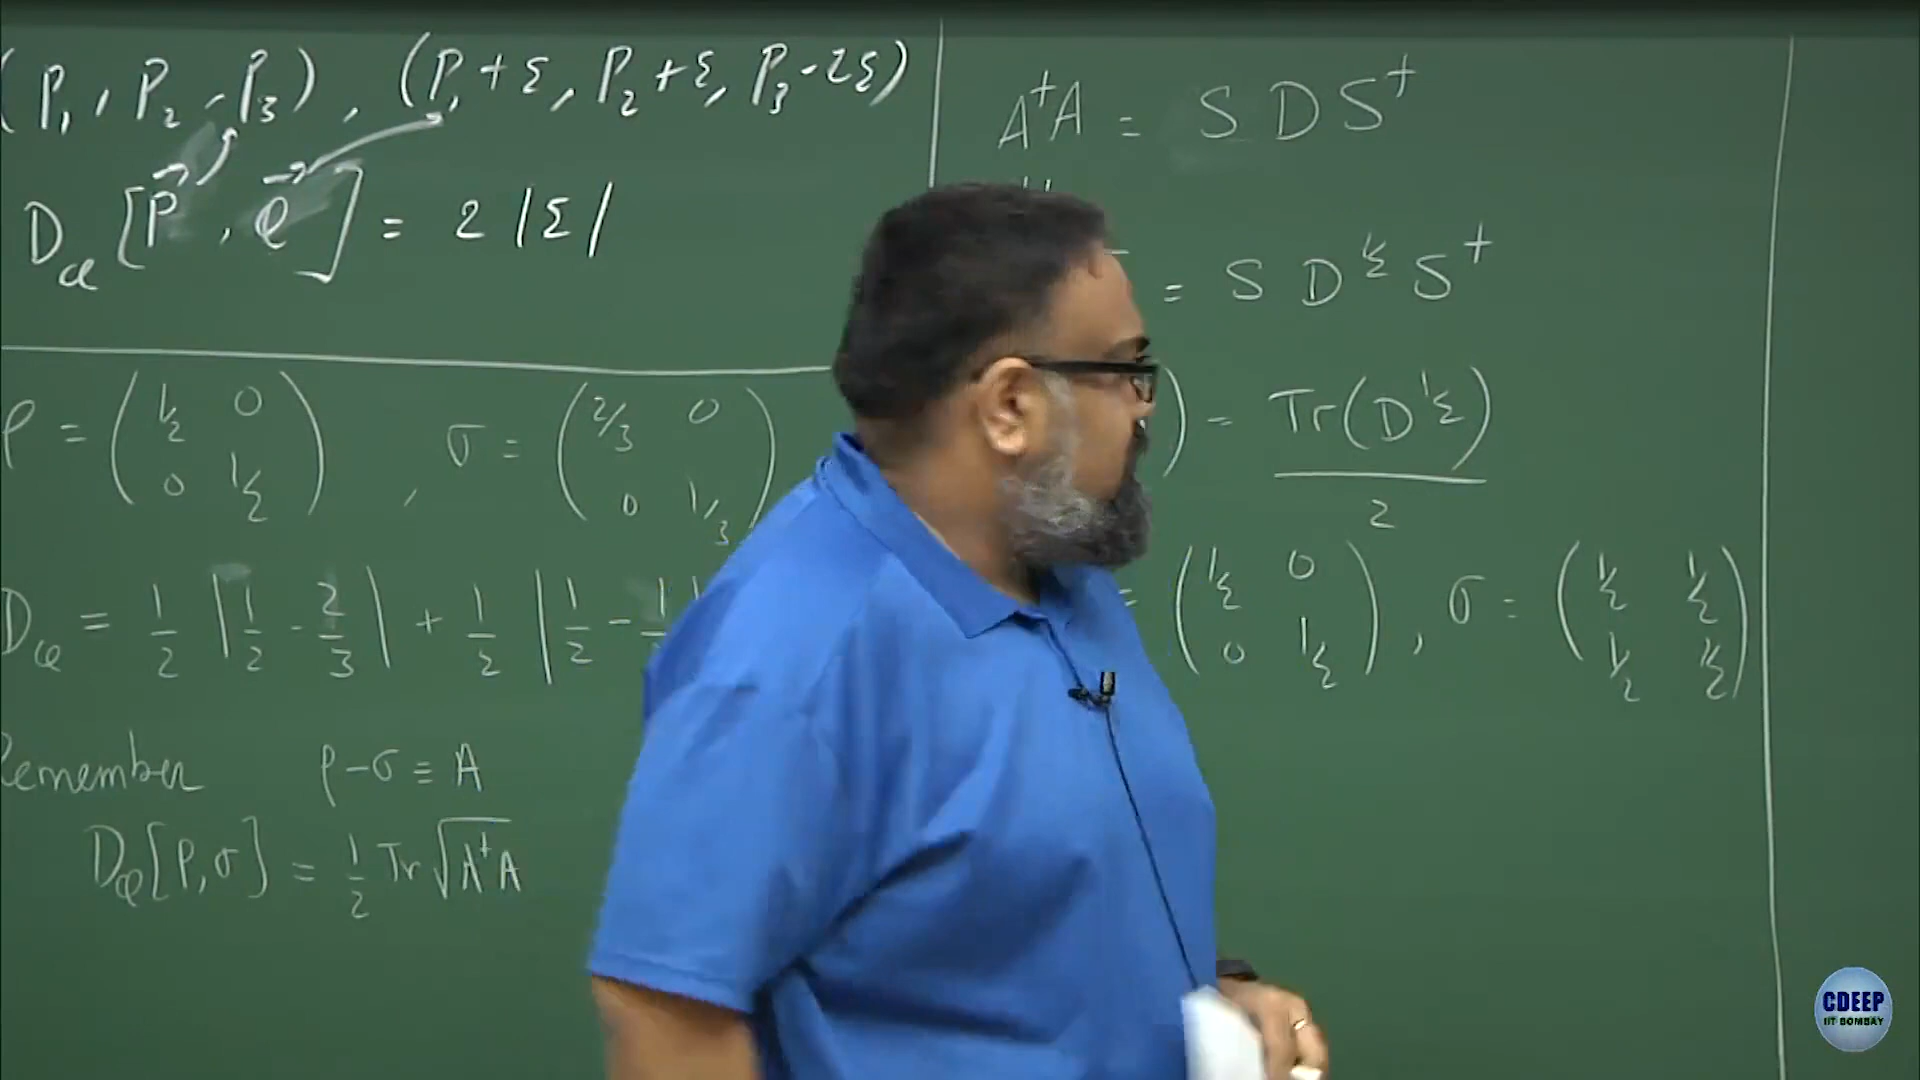 (P₁, P₂, P₃), (P₁+ε, P₂+ε, P₃-2ε)
D_Cl [P⃗, Q⃗] = 2|ε|
ρ = (1/2 0
0 1/2), σ = (2/3 0
0 1/3)
D_Q = 1/2 |1/2 - 2/3| + 1/2 |1/2 - 1
Remember ρ-σ ≡ A
D_Q[ρ,σ] = 1/2 Tr √A†A
A†A = S D S†
= S D^½ S†
) = Tr(D^½)
2
= (1/2 0
0 1/2), σ = (1/2 1/2
1/2 1/2)
CDEEP
IIT BOMBAY